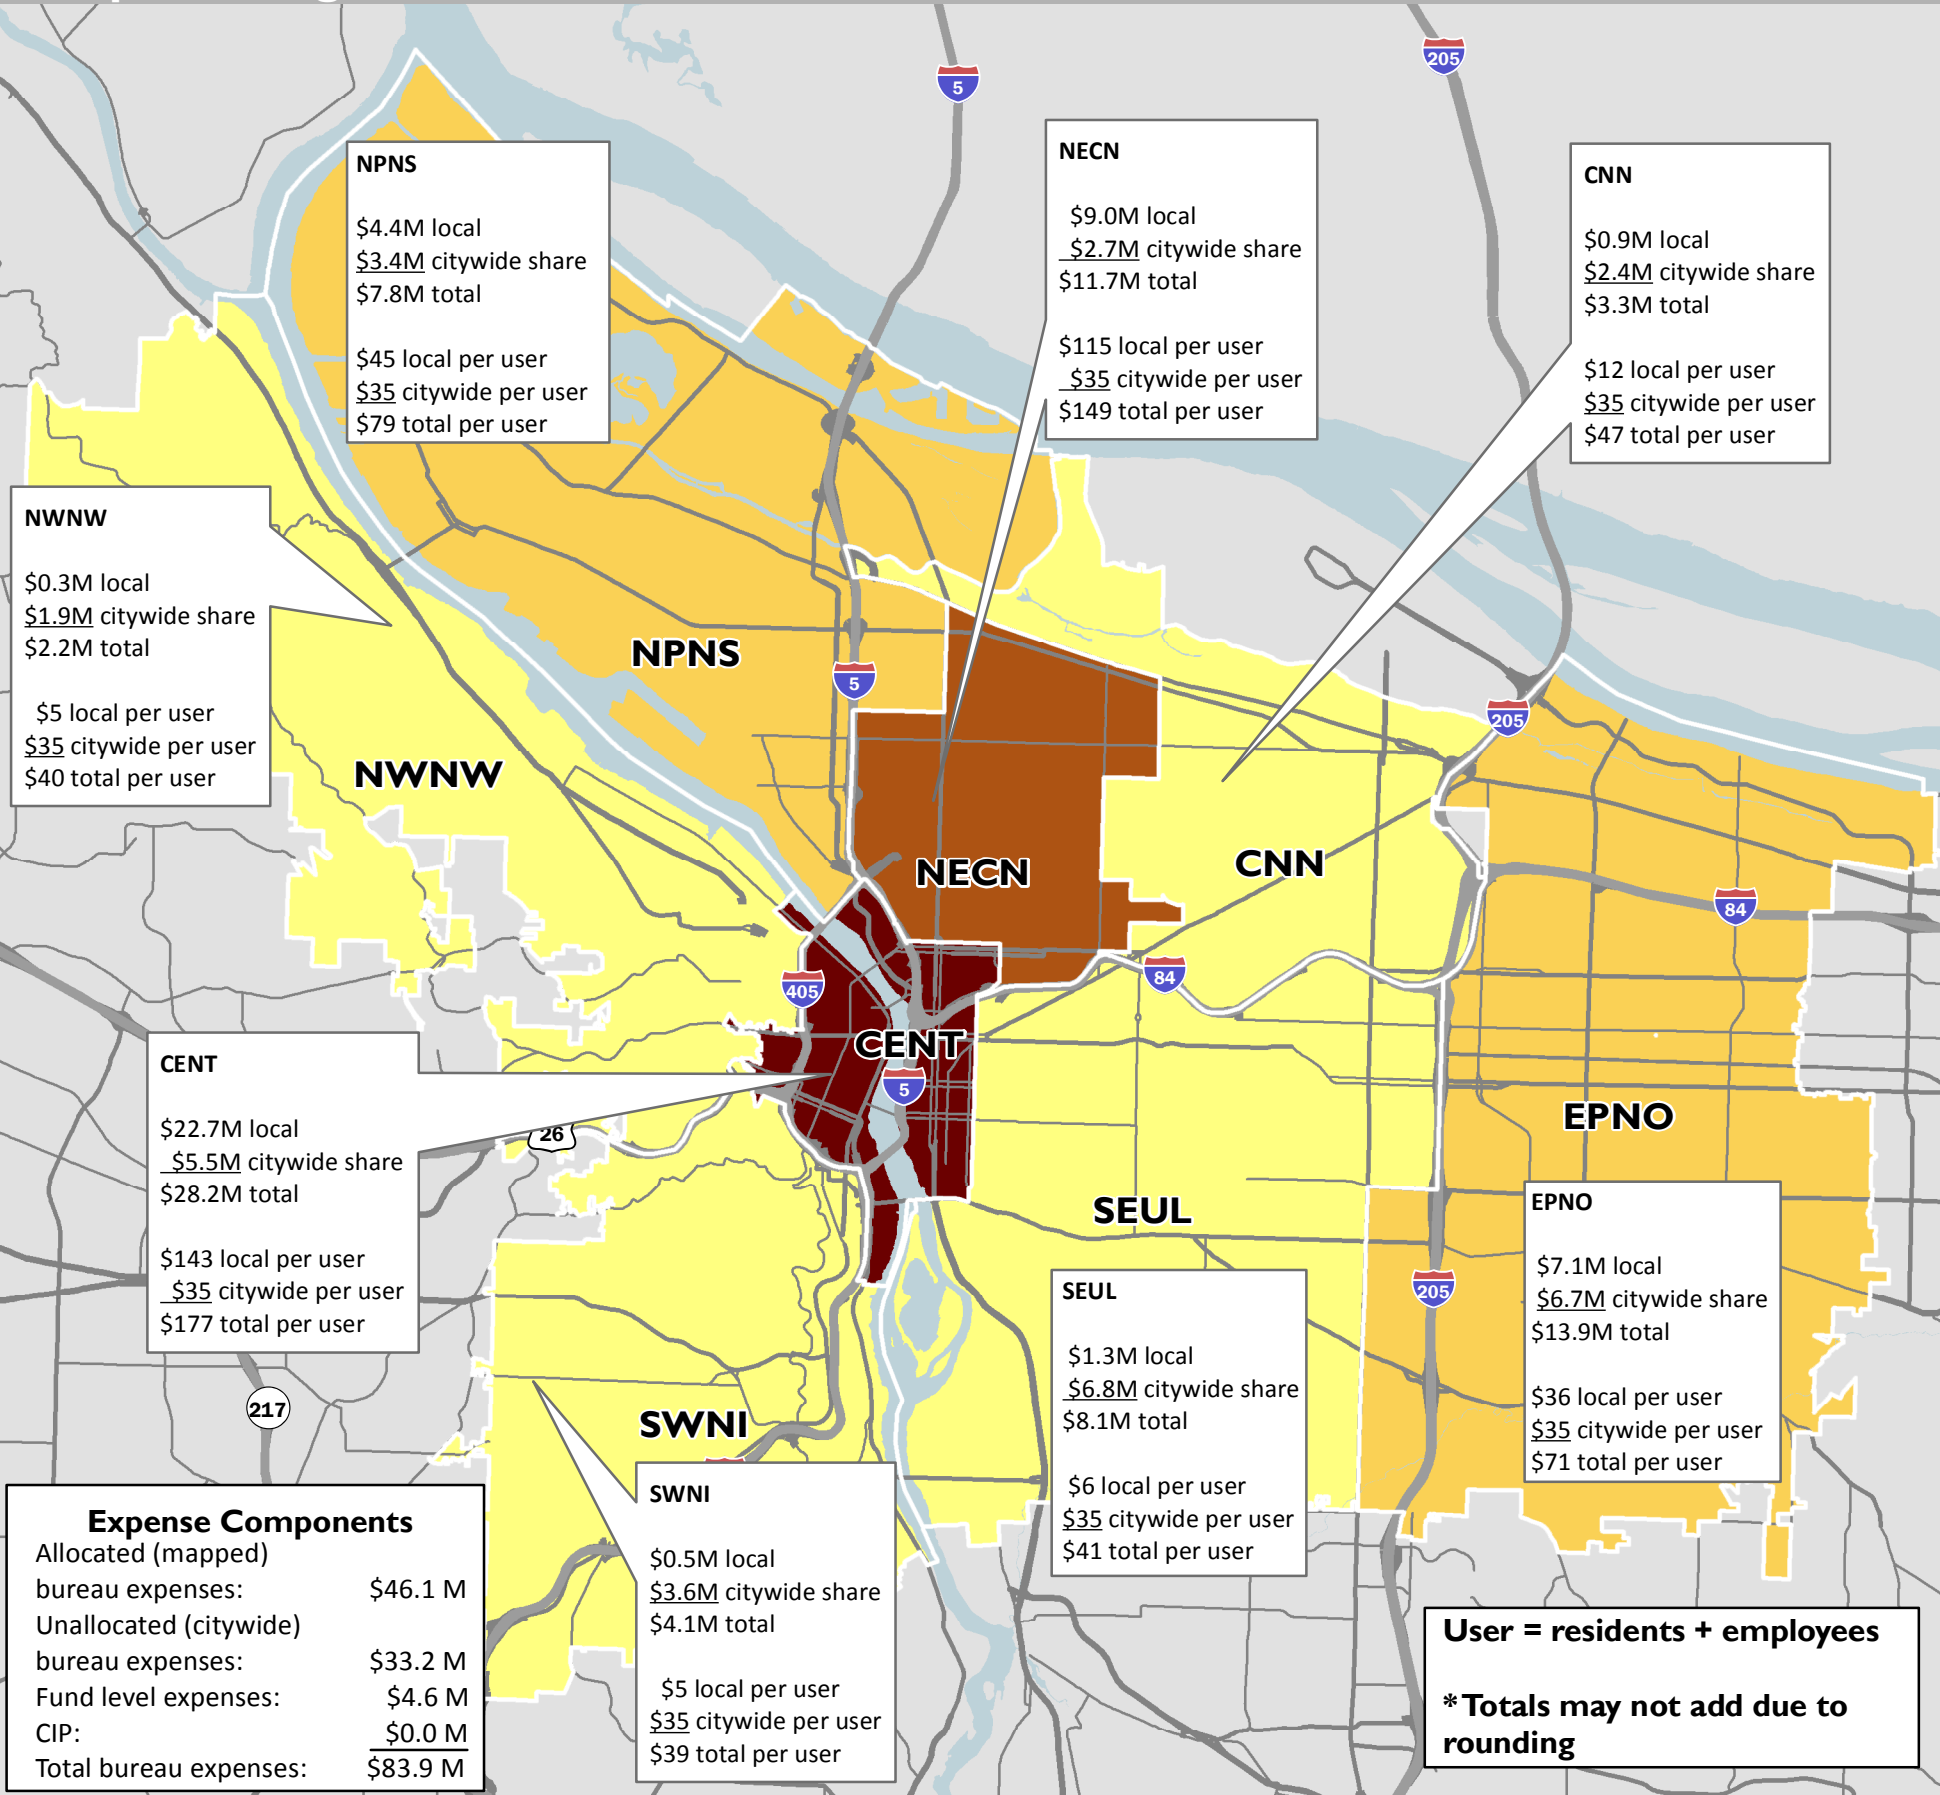 5
205
NPNS
$4.4M local
$3.4M citywide share
$7.8M total
$45 local per user
$35 citywide per user
$79 total per user
NECN
$9.0M local
$2.7M citywide share
$11.7M total
$115 local per user
$35 citywide per user
$149 total per user
CNN
$0.9M local
$2.4M citywide share
$3.3M total
$12 local per user
$35 citywide per user
$47 total per user
NWNW
$0.3M local
$1.9M citywide share
$2.2M total
$5 local per user
$35 citywide per user
$40 total per user
NPNS
5
205
NWNW
NECN
CNN
84
84
405
CENT
5
EPNO
26
SEUL
CENT
$22.7M local
$5.5M citywide share
$28.2M total
$143 local per user
$35 citywide per user
$177 total per user
EPNO
$7.1M local
$6.7M citywide share
$13.9M total
$36 local per user
$35 citywide per user
$71 total per user
205
SEUL
$1.3M local
$6.8M citywide share
$8.1M total
$6 local per user
$35 citywide per user
$41 total per user
217
SWNI
SWNI
$0.5M local
$3.6M citywide share
$4.1M total
$5 local per user
$35 citywide per user
$39 total per user
Expense Components
Allocated (mapped)
bureau expenses: $46.1 M
Unallocated (citywide)
bureau expenses: $33.2 M
Fund level expenses: $4.6 M
CIP: $0.0 M
Total bureau expenses: $83.9 M
User = residents + employees
* Totals may not add due to
rounding